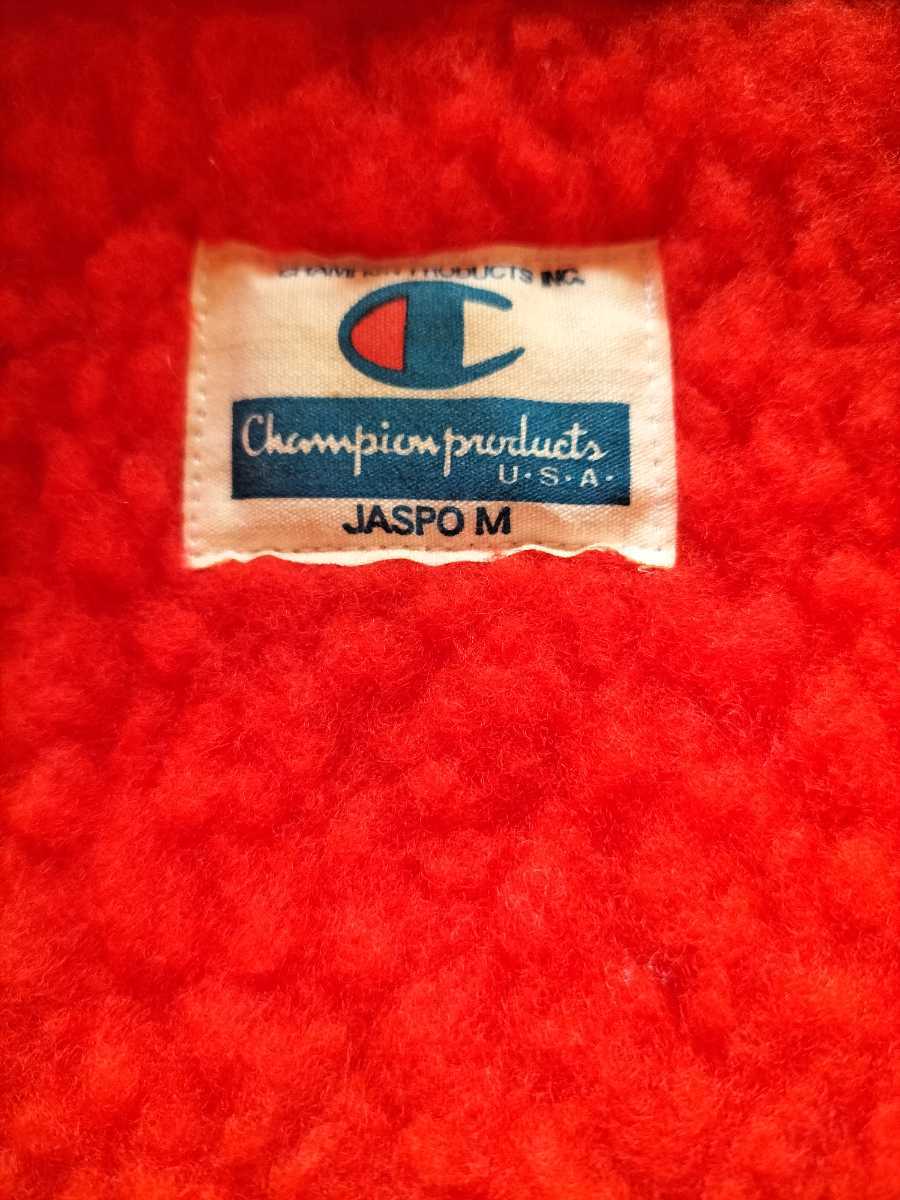 CHAMPION PRODUCTS INC.
Champion products
U·S·A·
JASPO M